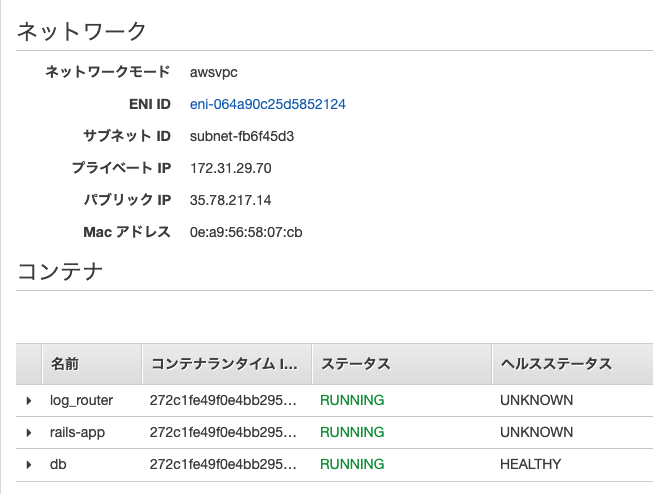 ネットワーク
ネットワークモード awsvpc
ENI ID eni-064a90c25d5852124
サブネット ID subnet-fb6f45d3
プライベート IP 172.31.29.70
パブリック IP 35.78.217.14
Mac アドレス 0e:a9:56:58:07:cb
コンテナ
名前 コンテナランタイム I... ステータス ヘルスステータス
log_router 272c1fe49f0e4bb295... RUNNING UNKNOWN
rails-app 272c1fe49f0e4bb295... RUNNING UNKNOWN
db 272c1fe49f0e4bb295... RUNNING HEALTHY